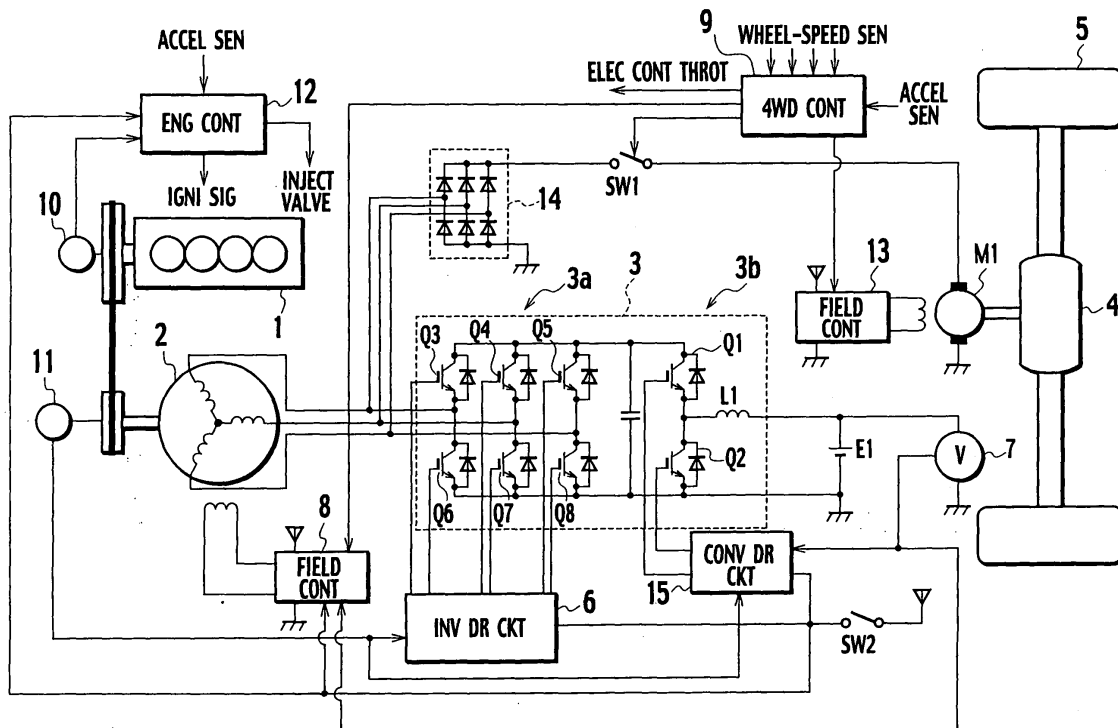 ACCEL SEN
12
ENG CONT
IGNI SIG
INJECT
VALVE
10
1
9
WHEEL-SPEED SEN
ELEC CONT THROT
4WD CONT
ACCEL
SEN
5
14
SW1
13
FIELD
CONT
M1
4
3a
3
3b
2
11
Q3
Q4
Q5
Q1
L1
Q2
E1
V
7
Q6
Q7
Q8
8
FIELD
CONT
CONV DR
CKT
15
6
INV DR CKT
SW2